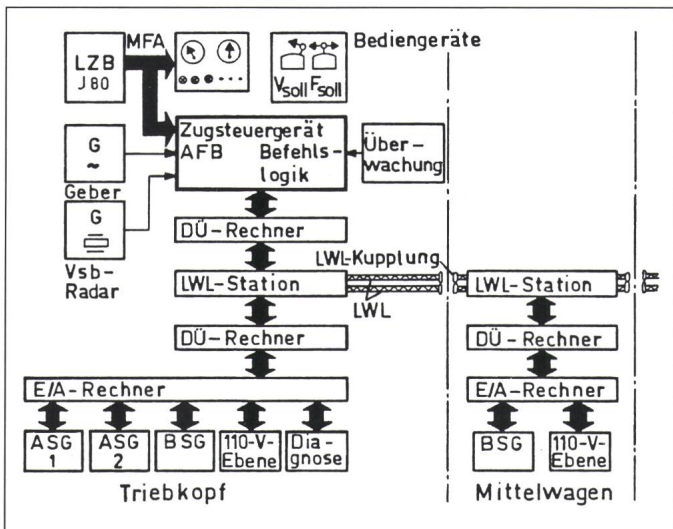 MFA
LZB
J80
Bediengeräte
Vsoll Fsoll
Zugsteuergerät
AFB Befehls-
logik
Über-
wachung
G
~
Geber
G
Vsb-
Radar
DÜ-Rechner
LWL-Kupplung
LWL-Station
LWL
LWL-Station
DÜ-Rechner
DÜ-Rechner
E/A-Rechner
E/A-Rechner
ASG
1
ASG
2
BSG
110-V-
Ebene
Dia-
gnose
BSG
110-V-
Ebene
Triebkopf
Mittelwagen